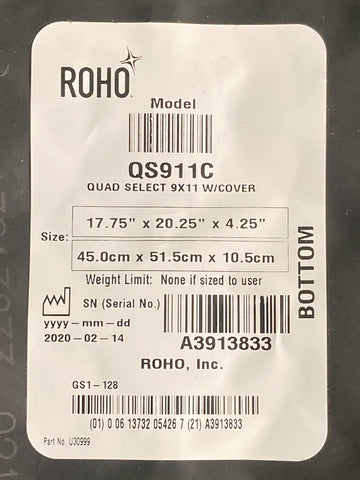 ROHO
Model
QS911C
QUAD SELECT 9X11 W/COVER
Size:
17.75" x 20.25" x 4.25"
45.0cm x 51.5cm x 10.5cm
Weight Limit: None if sized to user
SN (Serial No.)
yyyy-mm-dd
2020-02-14
A3913833
BOTTOM
ROHO, Inc.
GS1-128
(01) 0 06 13732 05426 7 (21) A3913833
Part No. U30999